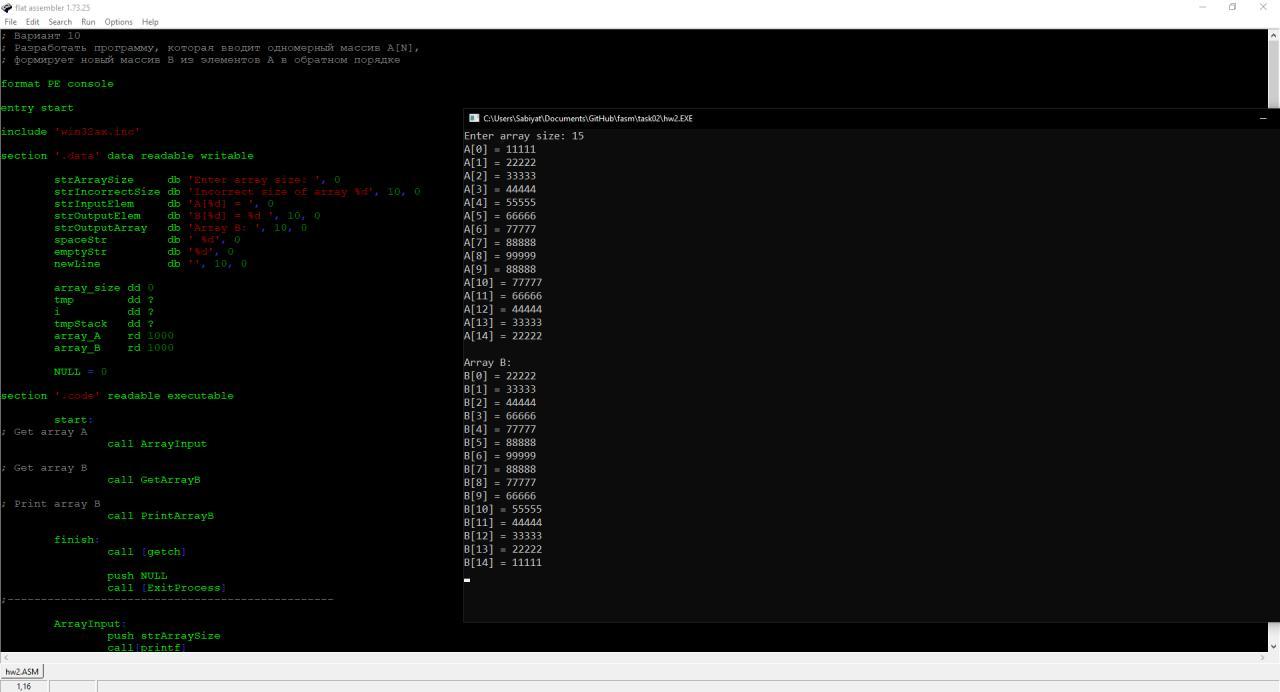 flat assembler 1.73.25
File Edit Search Run Options Help
; Вариант 10
; Разработать программу, которая вводит одномерный массив A[N],
; формирует новый массив B из элементов A в обратном порядке
format PE console
entry start
include 'win32ax.inc'
section '.data' data readable writable
strArraySize db 'Enter array size: ', 0
strIncorrectSize db 'Incorrect size of array %d', 10, 0
strInputElem db 'A[%d] = ', 0
strOutputElem db 'B[%d] = %d ', 10, 0
strOutputArray db 'Array B: ', 10, 0
spaceStr db ' %d', 0
emptyStr db '%d', 0
newLine db '', 10, 0
array_size dd 0
tmp dd ?
i dd ?
tmpStack dd ?
array_A rd 1000
array_B rd 1000
NULL = 0
section '.code' readable executable
start:
; Get array A
call ArrayInput
; Get array B
call GetArrayB
; Print array B
call PrintArrayB
finish:
call [getch]
push NULL
call [ExitProcess]
;-------------------------------------------------
ArrayInput:
push strArraySize
call[printf]
C:\Users\Sabiyat\Documents\GitHub\fasm\task02\hw2.EXE
Enter array size: 15
A[0] = 11111
A[1] = 22222
A[2] = 33333
A[3] = 44444
A[4] = 55555
A[5] = 66666
A[6] = 77777
A[7] = 88888
A[8] = 99999
A[9] = 88888
A[10] = 77777
A[11] = 66666
A[12] = 44444
A[13] = 33333
A[14] = 22222
Array B:
B[0] = 22222
B[1] = 33333
B[2] = 44444
B[3] = 66666
B[4] = 77777
B[5] = 88888
B[6] = 99999
B[7] = 88888
B[8] = 77777
B[9] = 66666
B[10] = 55555
B[11] = 44444
B[12] = 33333
B[13] = 22222
B[14] = 11111
hw2.ASM
1,16